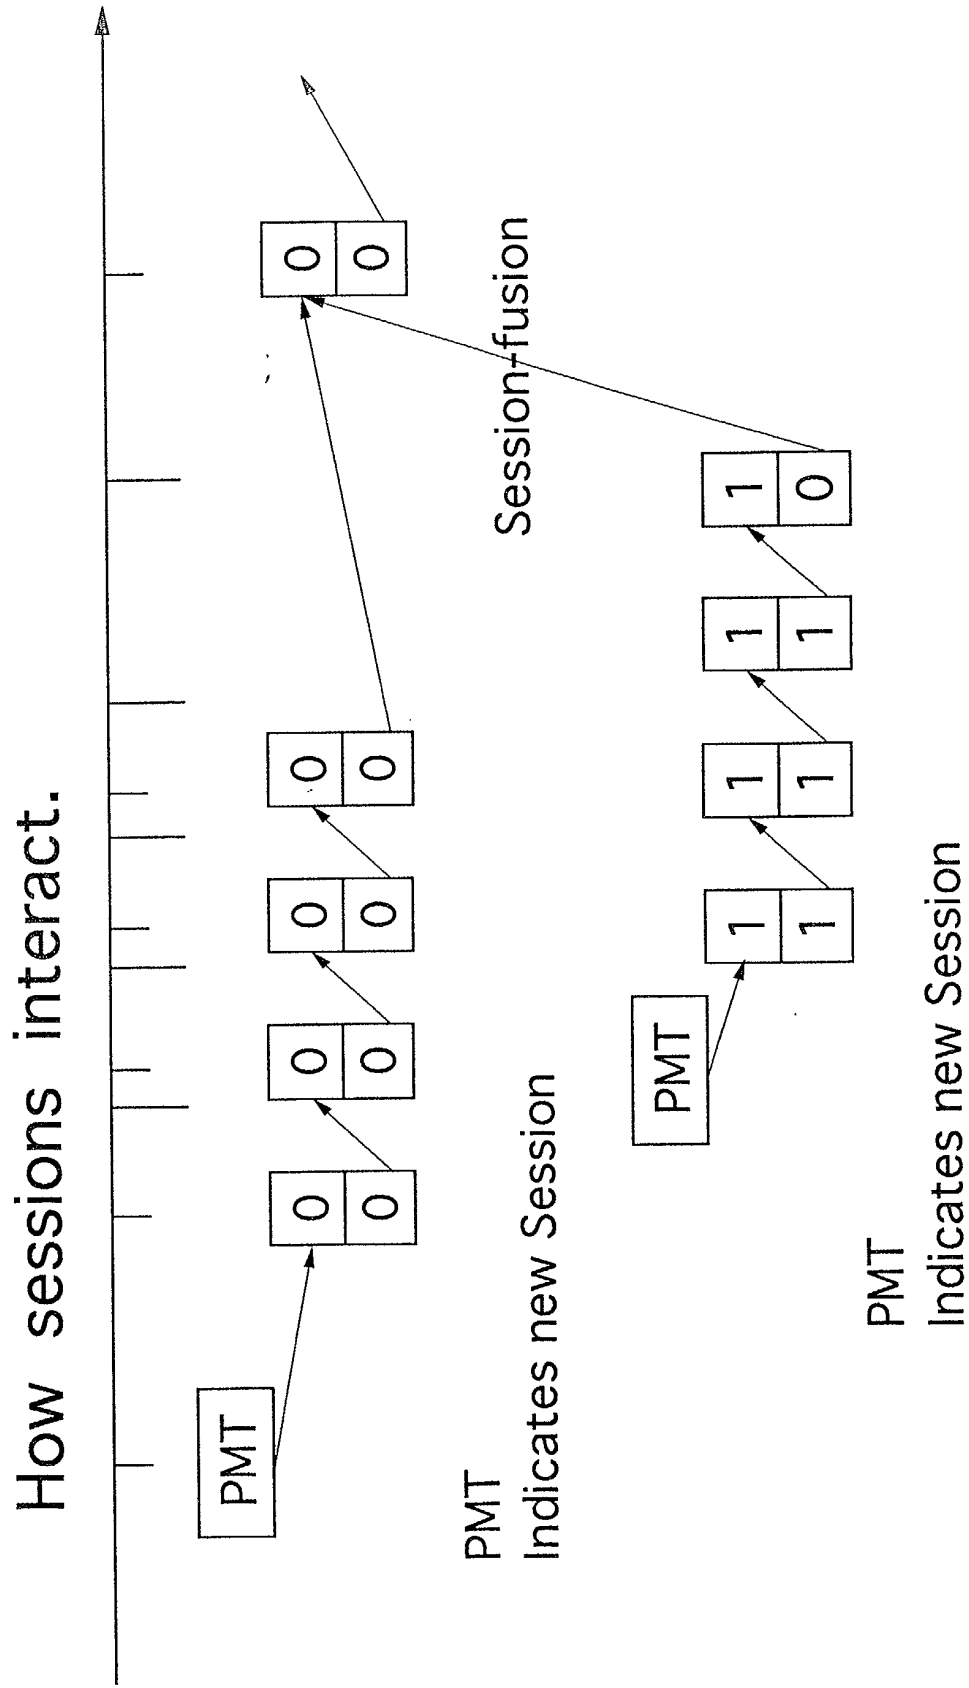 How sessions interact.
PMT
0 0 0 0 0
0 0 0 0 0
PMT
Indicates new Session
Session-fusion
PMT
1 1 1 1
1 1 1 0
PMT
Indicates new Session